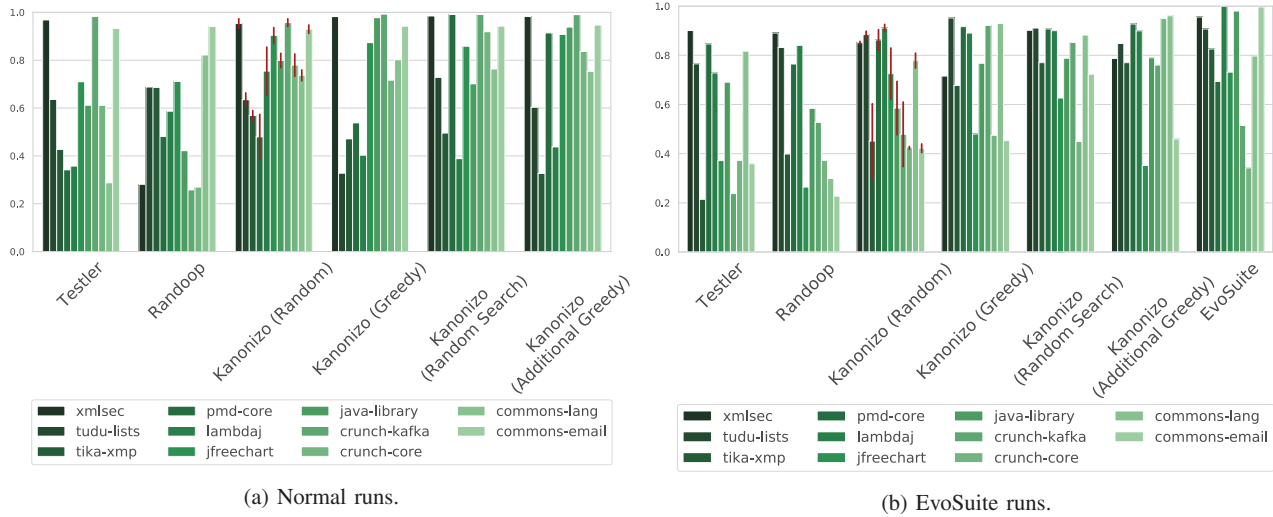 1.0
0.8
0.6
0.4
0.2
0.0
Testler
Randoop
Kanonizo (Random)
Kanonizo (Greedy)
Kanonizo
(Random Search)
Kanonizo
(Additional Greedy)
xmlsec
tudu-lists
tika-xmp
pmd-core
lambdaj
jfreechart
java-library
crunch-kafka
crunch-core
commons-lang
commons-email
(a) Normal runs.
1.0
0.8
0.6
0.4
0.2
0.0
Testler
Randoop
Kanonizo (Random)
Kanonizo (Greedy)
Kanonizo
(Random Search)
Kanonizo
(Additional Greedy)
EvoSuite
xmlsec
tudu-lists
tika-xmp
pmd-core
lambdaj
jfreechart
java-library
crunch-kafka
crunch-core
commons-lang
commons-email
(b) EvoSuite runs.